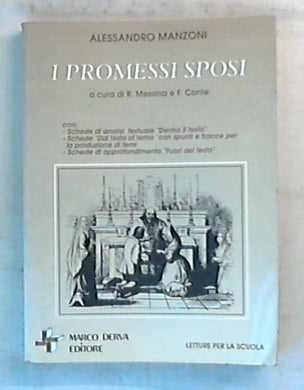 ALESSANDRO MANZONI
I PROMESSI SPOSI
a cura di R. Messina e F. Conte
con:
- Schede di analisi testuale "Dentro il testo"
- Schede "Dal testo al tema" con spunti e tracce per
la produzione di temi
- Schede di approfondimento "Fuori del testo"
MARCO DERVA
EDITORE
LETTURE PER LA SCUOLA